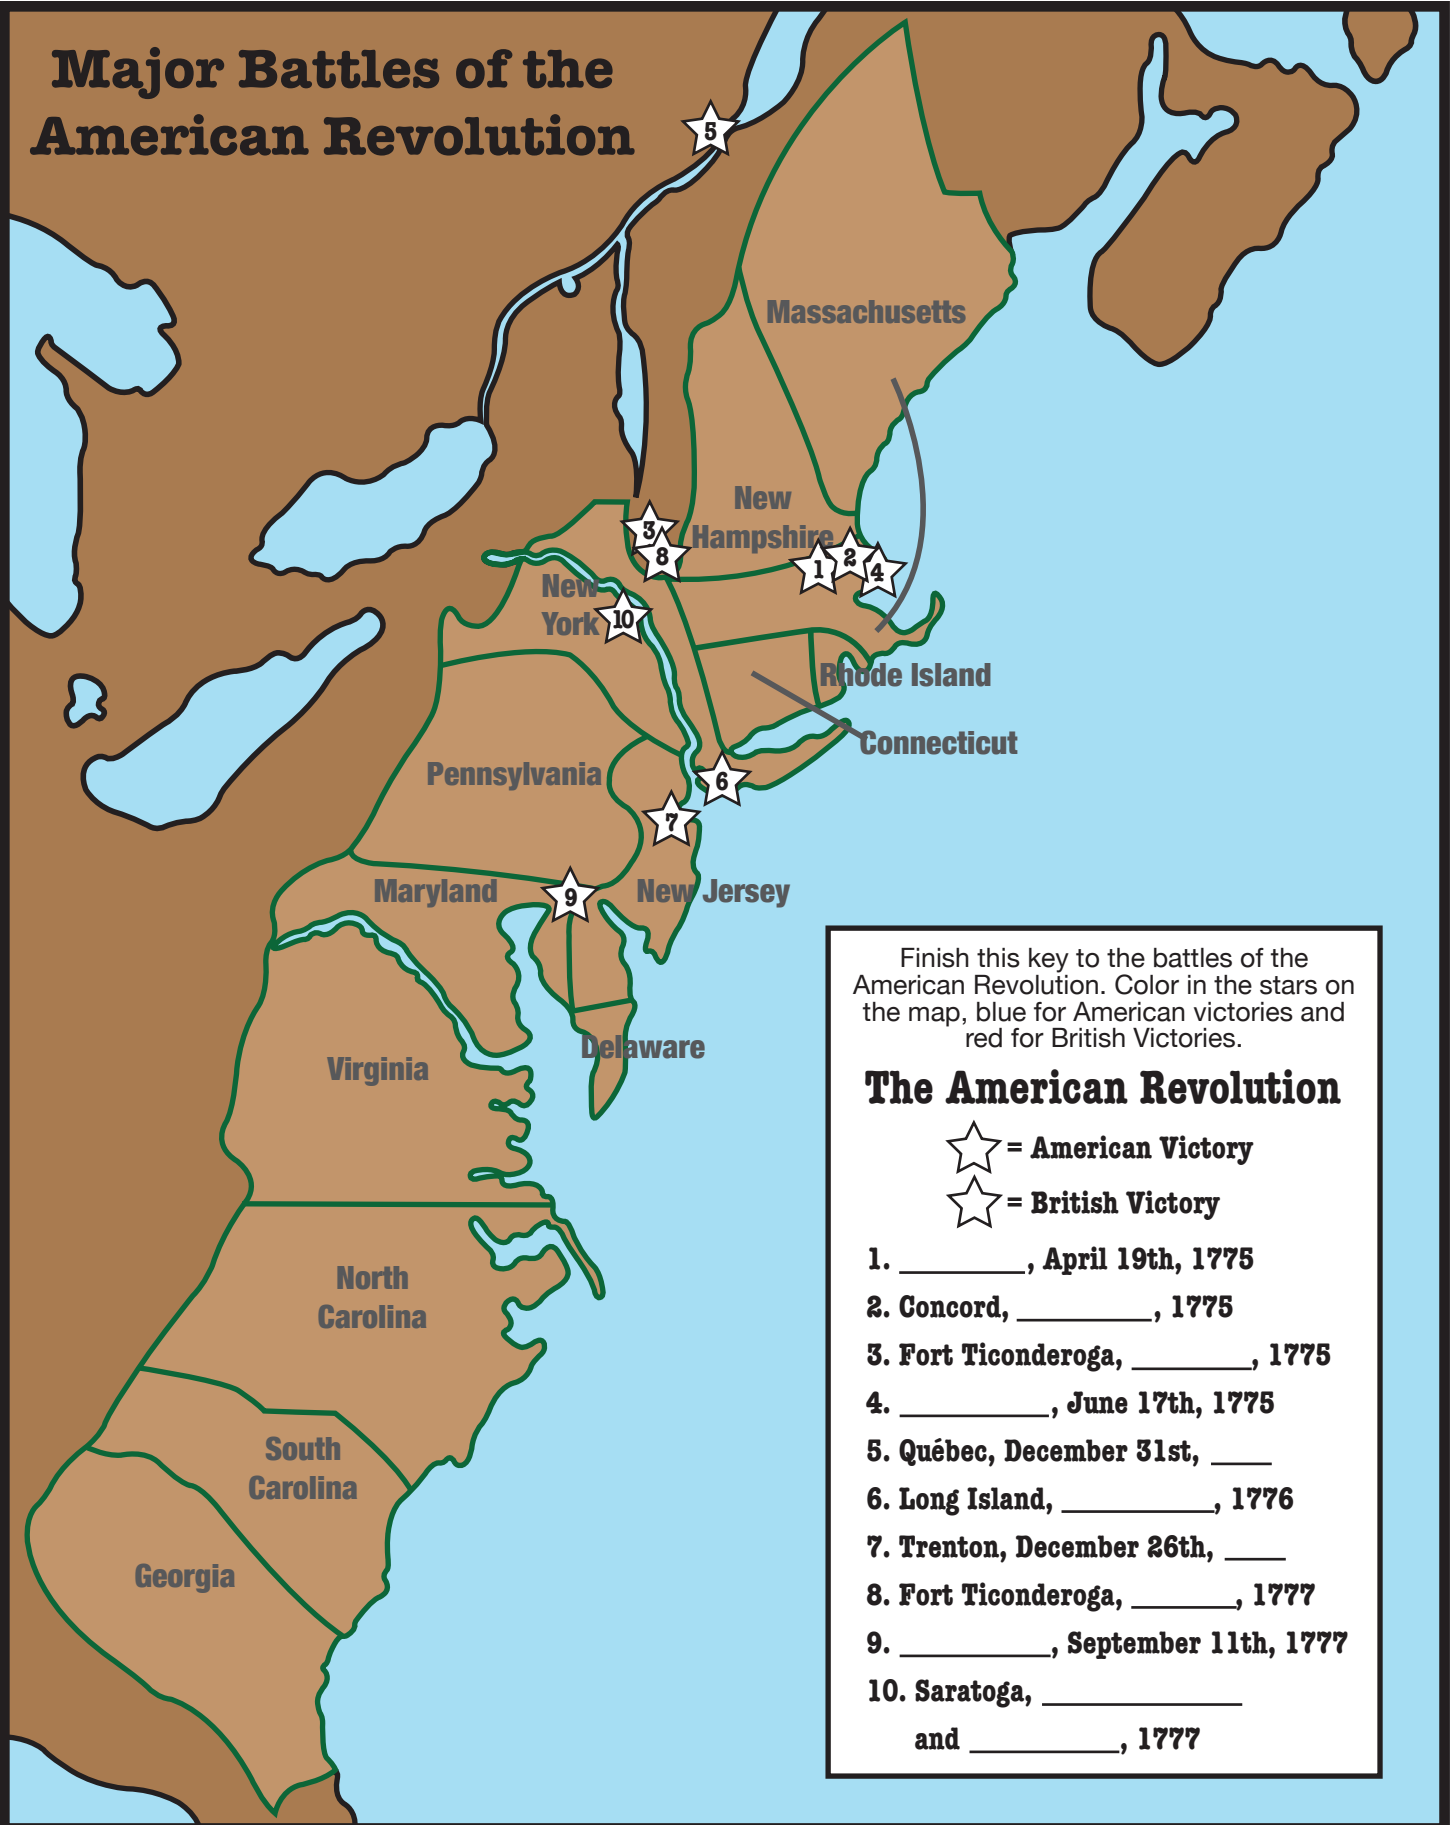 Major Battles of the
American Revolution
5
Massachusetts
New
Hampshire
3
8
1
2
4
New
York
10
Rhode Island
Connecticut
Pennsylvania
6
7
Maryland
9
New Jersey
Delaware
Virginia
North
Carolina
South
Carolina
Georgia
Finish this key to the battles of the
American Revolution. Color in the stars on
the map, blue for American victories and
red for British Victories.
The American Revolution
= American Victory
= British Victory
1. _________, April 19th, 1775
2. Concord, _________, 1775
3. Fort Ticonderoga, ________, 1775
4. __________, June 17th, 1775
5. Québec, December 31st, ____
6. Long Island, __________, 1776
7. Trenton, December 26th, ____
8. Fort Ticonderoga, _______, 1777
9. __________, September 11th, 1777
10. Saratoga, _____________
and __________, 1777